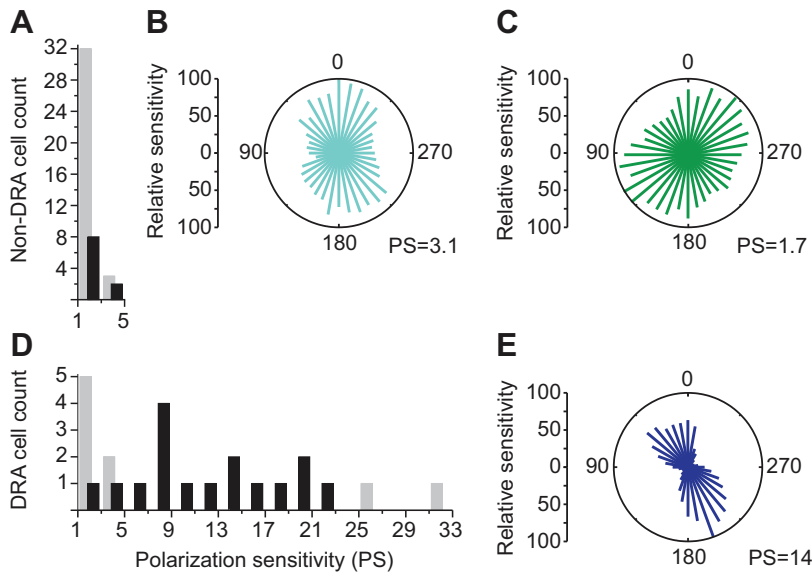 A
Non-DRA cell count
32
28
24
20
16
12
8
4
1 5
B
Relative sensitivity
100
50
0
50
100
0
90
270
180
PS=3.1
C
Relative sensitivity
100
50
0
50
100
0
90
270
180
PS=1.7
D
DRA cell count
5
4
3
2
1
1 5 9 13 17 21 25 29 33
Polarization sensitivity (PS)
E
Relative sensitivity
100
50
0
50
100
0
90
270
180
PS=14